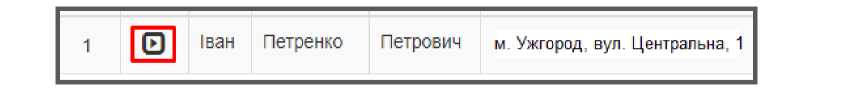 1 Іван Петренко Петрович м. Ужгород, вул. Центральна, 1